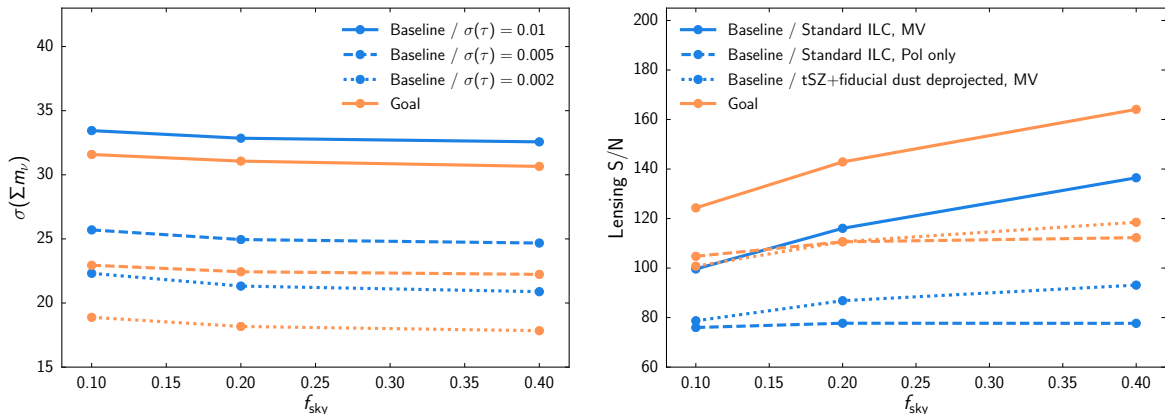 40
35
30
25
20
15
σ(Σmν)
Baseline / σ(τ) = 0.01
Baseline / σ(τ) = 0.005
Baseline / σ(τ) = 0.002
Goal
0.10 0.15 0.20 0.25 0.30 0.35 0.40
fsky
200
180
160
140
120
100
80
60
Lensing S/N
Baseline / Standard ILC, MV
Baseline / Standard ILC, Pol only
Baseline / tSZ+fiducial dust deprojected, MV
Goal
0.10 0.15 0.20 0.25 0.30 0.35 0.40
fsky